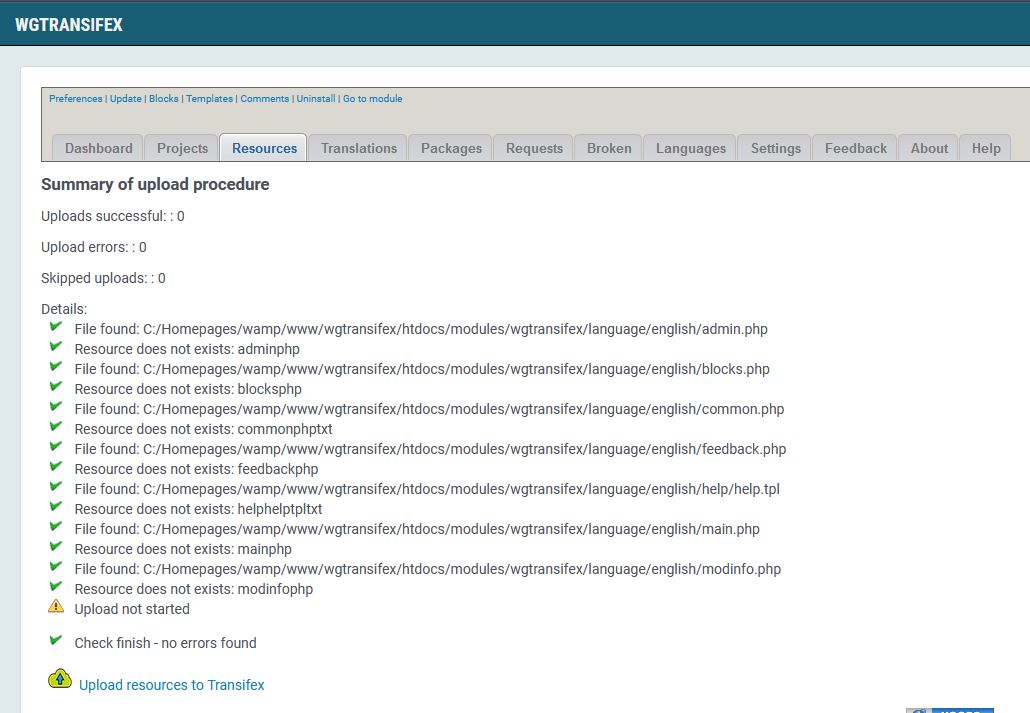 WGTRANSIFEX
Preferences | Update | Blocks | Templates | Comments | Uninstall | Go to module
Dashboard Projects Resources Translations Packages Requests Broken Languages Settings Feedback About Help
Summary of upload procedure
Uploads successful: : 0
Upload errors: : 0
Skipped uploads: : 0
Details:
File found: C:/Homepages/wamp/www/wgtransifex/htdocs/modules/wgtransifex/language/english/admin.php
Resource does not exists: adminphp
File found: C:/Homepages/wamp/www/wgtransifex/htdocs/modules/wgtransifex/language/english/blocks.php
Resource does not exists: blocksphp
File found: C:/Homepages/wamp/www/wgtransifex/htdocs/modules/wgtransifex/language/english/common.php
Resource does not exists: commonphptxt
File found: C:/Homepages/wamp/www/wgtransifex/htdocs/modules/wgtransifex/language/english/feedback.php
Resource does not exists: feedbackphp
File found: C:/Homepages/wamp/www/wgtransifex/htdocs/modules/wgtransifex/language/english/help/help.tpl
Resource does not exists: helphelptpltxt
File found: C:/Homepages/wamp/www/wgtransifex/htdocs/modules/wgtransifex/language/english/main.php
Resource does not exists: mainphp
File found: C:/Homepages/wamp/www/wgtransifex/htdocs/modules/wgtransifex/language/english/modinfo.php
Resource does not exists: modinfophp
Upload not started
Check finish - no errors found
Upload resources to Transifex